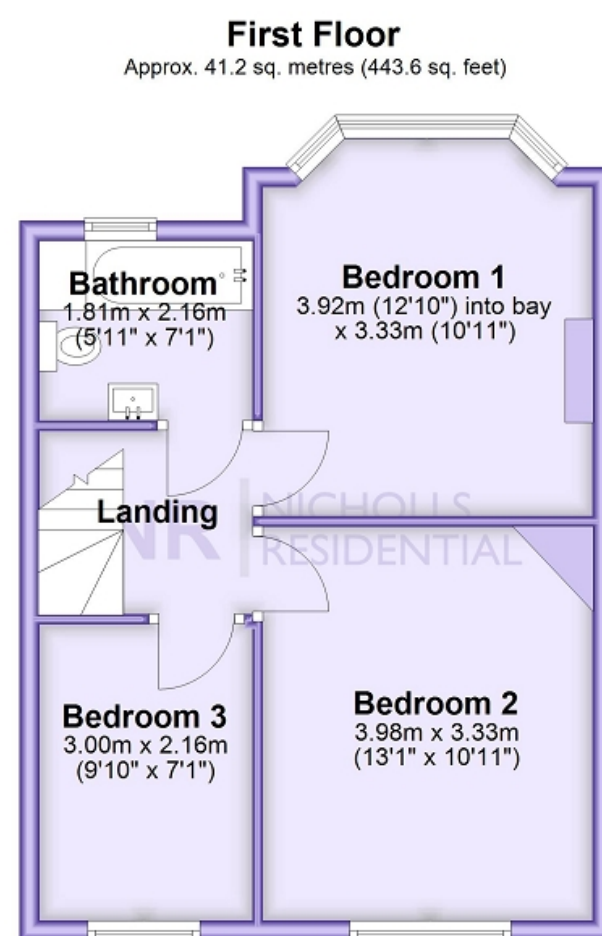 First Floor
Approx. 41.2 sq. metres (443.6 sq. feet)
Bathroom
1.81m x 2.16m
(5'11" x 7'1")
Bedroom 1
3.92m (12'10") into bay
x 3.33m (10'11")
Landing
NR NICHOLLS
RESIDENTIAL
Bedroom 3
3.00m x 2.16m
(9'10" x 7'1")
Bedroom 2
3.98m x 3.33m
(13'1" x 10'11")